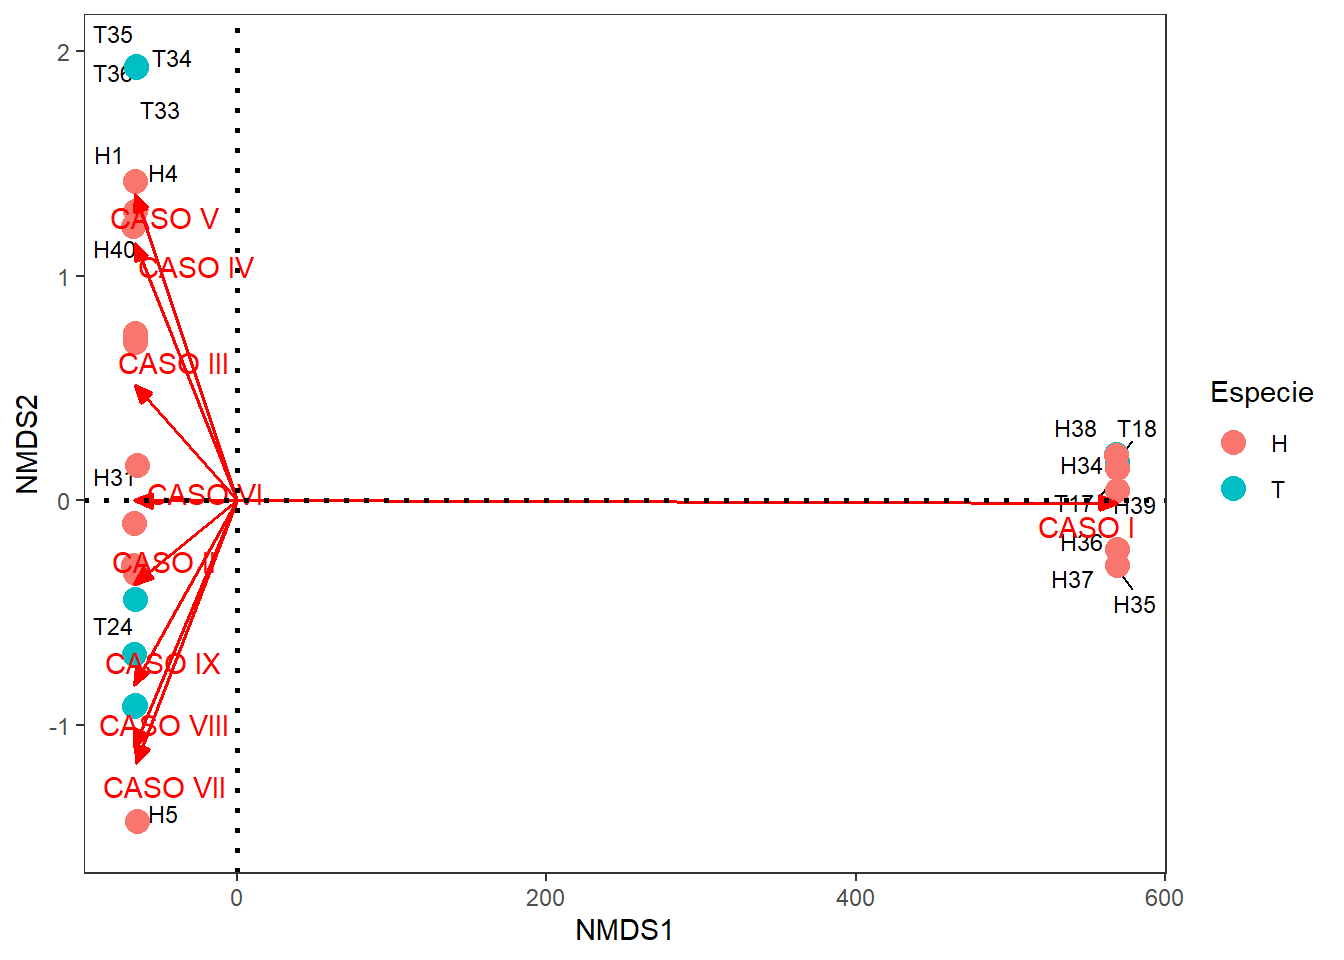 T35
T34
T36
T33
H1
H4
CASO V
H40
CASO IV
CASO III
H31
CASO VI
CASO II
T24
CASO IX
CASO VIII
CASO VII
H5
H38
T18
H34
T17
H39
CASO I
H36
H37
H35
2
1
0
-1
NMDS2
0
200
400
600
NMDS1
Especie
H
T